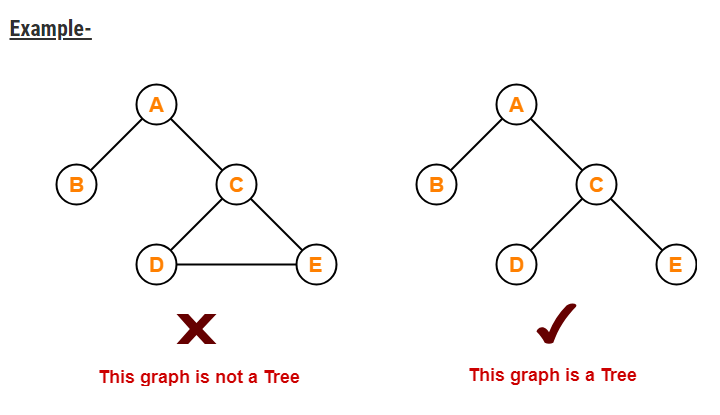 Example-
A
B
C
D
E
This graph is not a Tree
A
B
C
D
E
This graph is a Tree